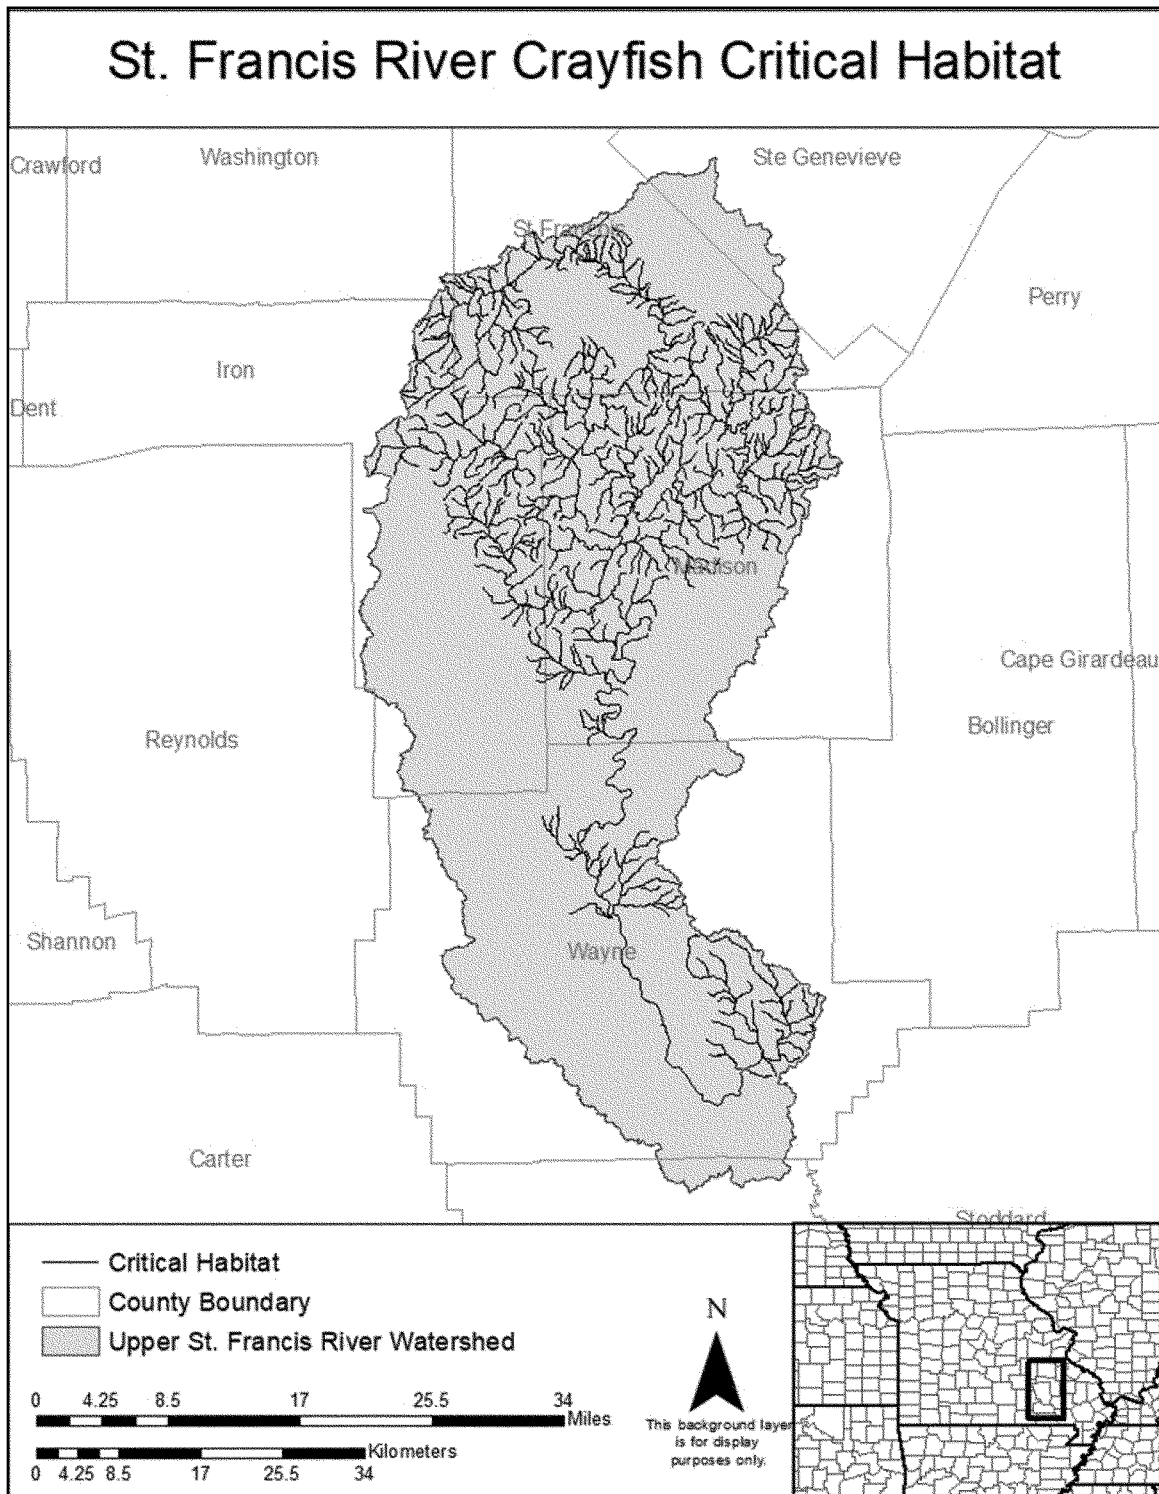 St. Francis River Crayfish Critical Habitat
Crawford
Washington
Ste Genevieve
St Francois
Perry
Iron
Dent
Madison
Cape Girardeau
Bollinger
Reynolds
Shannon
Wayne
Carter
Stoddard
Critical Habitat
County Boundary
Upper St. Francis River Watershed
0 4.25 8.5 17 25.5 34
Miles
Kilometers
0 4.25 8.5 17 25.5 34
N
This background layer
is for display
purposes only.